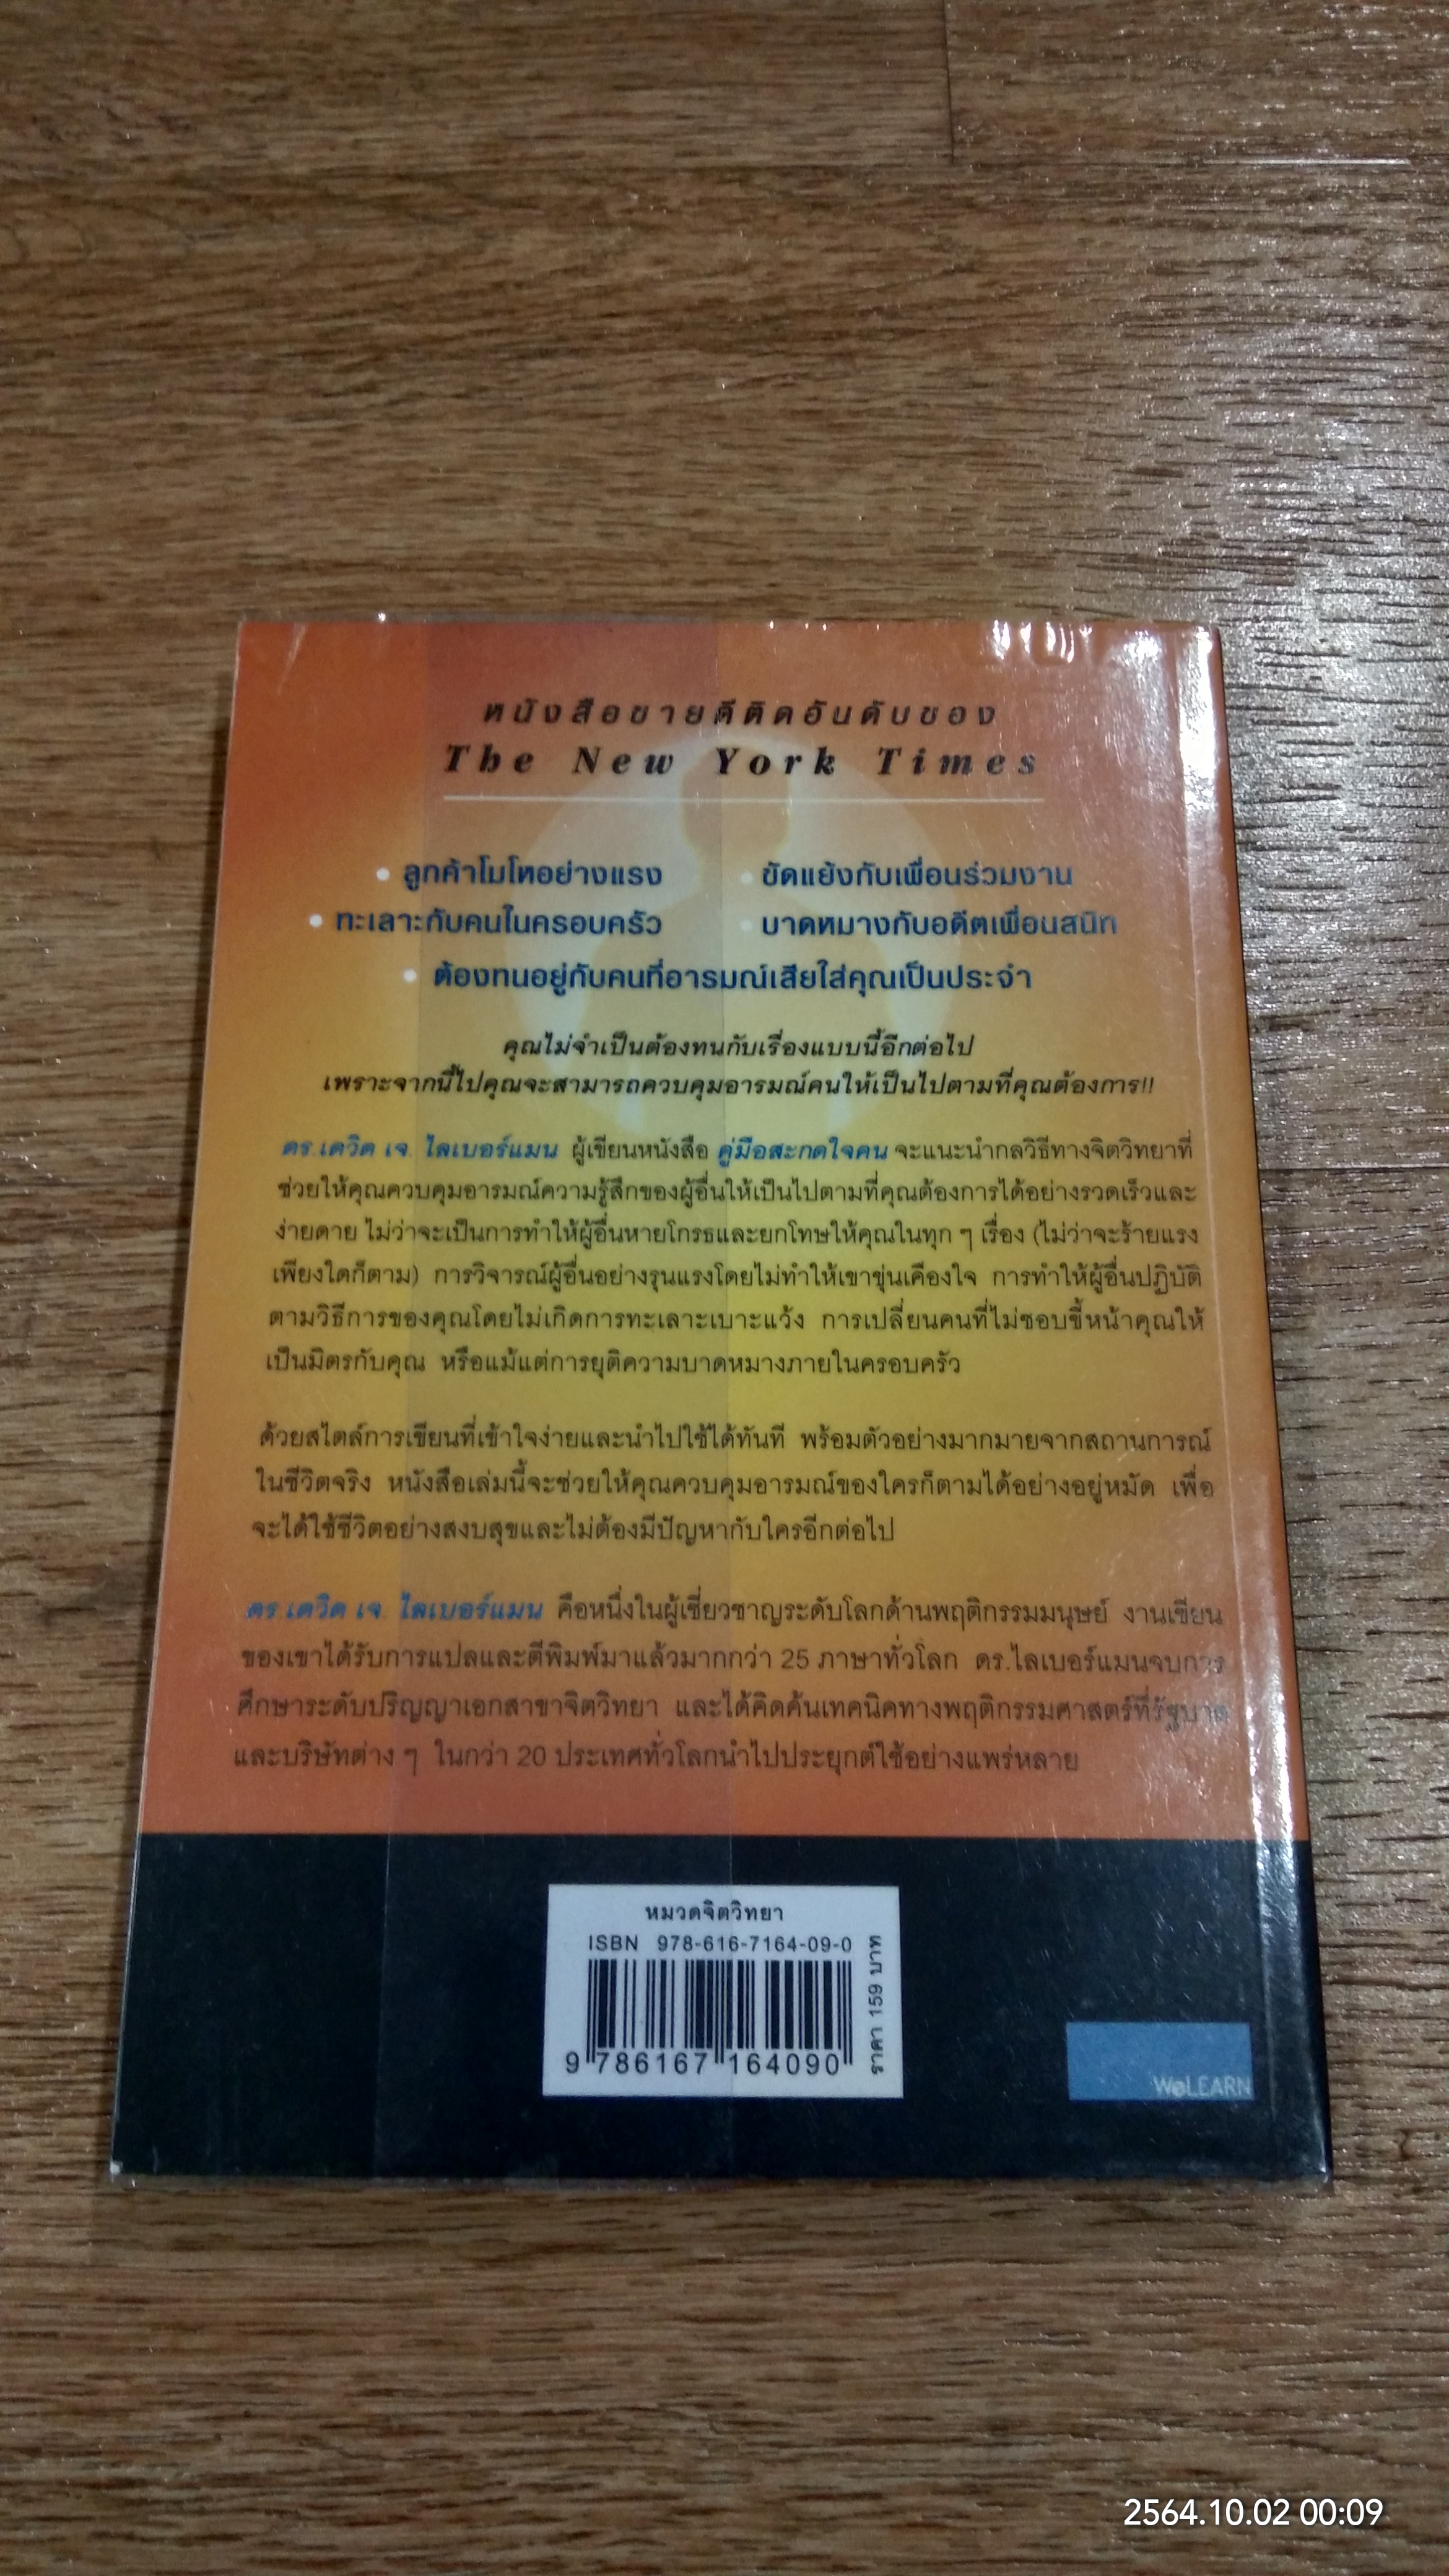 หนังสือขายดีติดอันดับของ
The New York Times
• ลูกค้าโมโหอย่างแรง • ขัดแย้งกับเพื่อนร่วมงาน
• ทะเลาะกับคนในครอบครัว • บาดหมางกับอดีตเพื่อนสนิท
• ต้องทนอยู่กับคนที่อารมณ์เสียใส่คุณเป็นประจำ
คุณไม่จำเป็นต้องทนกับเรื่องแบบนี้อีกต่อไป
เพราะจากนี้ไปคุณจะสามารถควบคุมอารมณ์คนให้เป็นไปตามที่คุณต้องการ!!
ดร.เดวิด เจ. ไลเบอร์แมน ผู้เขียนหนังสือ คู่มือสะกดใจคน จะแนะนำกลวิธีทางจิตวิทยาที่
ช่วยให้คุณควบคุมอารมณ์ความรู้สึกของผู้อื่นให้เป็นไปตามที่คุณต้องการได้อย่างรวดเร็วและ
ง่ายดาย ไม่ว่าจะเป็นการทำให้ผู้อื่นหายโกรธและยกโทษให้คุณในทุก ๆ เรื่อง (ไม่ว่าจะร้ายแรง
เพียงใดก็ตาม) การวิจารณ์ผู้อื่นอย่างรุนแรงโดยไม่ทำให้เขาขุ่นเคืองใจ การทำให้ผู้อื่นปฏิบัติ
ตามวิธีการของคุณโดยไม่เกิดการทะเลาะเบาะแว้ง การเปลี่ยนคนที่ไม่ชอบขี้หน้าคุณให้
เป็นมิตรกับคุณ หรือแม้แต่การยุติความบาดหมางภายในครอบครัว
ด้วยสไตล์การเขียนที่เข้าใจง่ายและนำไปใช้ได้ทันที พร้อมตัวอย่างมากมายจากสถานการณ์
ในชีวิตจริง หนังสือเล่มนี้จะช่วยให้คุณควบคุมอารมณ์ของใครก็ตามได้อย่างอยู่หมัด เพื่อ
จะได้ใช้ชีวิตอย่างสงบสุขและไม่ต้องมีปัญหากับใครอีกต่อไป
ดร.เดวิด เจ. ไลเบอร์แมน คือหนึ่งในผู้เชี่ยวชาญระดับโลกด้านพฤติกรรมมนุษย์ งานเขียน
ของเขาได้รับการแปลและตีพิมพ์มาแล้วมากกว่า 25 ภาษาทั่วโลก ดร.ไลเบอร์แมนจบการ
ศึกษาระดับปริญญาเอกสาขาจิตวิทยา และได้คิดค้นเทคนิคทางพฤติกรรมศาสตร์ที่รัฐบาล
และบริษัทต่าง ๆ ในกว่า 20 ประเทศทั่วโลกนำไปประยุกต์ใช้อย่างแพร่หลาย
หมวดจิตวิทยา
ISBN 978-616-7164-09-0
9 786167 164090
ราคา 159 บาท
WeLEARN
2564.10.02 00:09